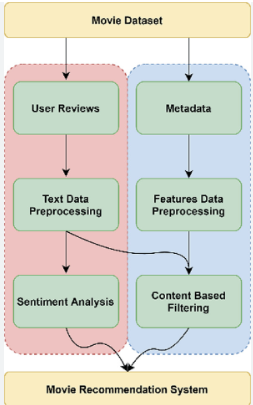 Movie Dataset
User Reviews
Metadata
Text Data
Preprocessing
Features Data
Preprocessing
Sentiment Analysis
Content Based
Filtering
Movie Recommendation System